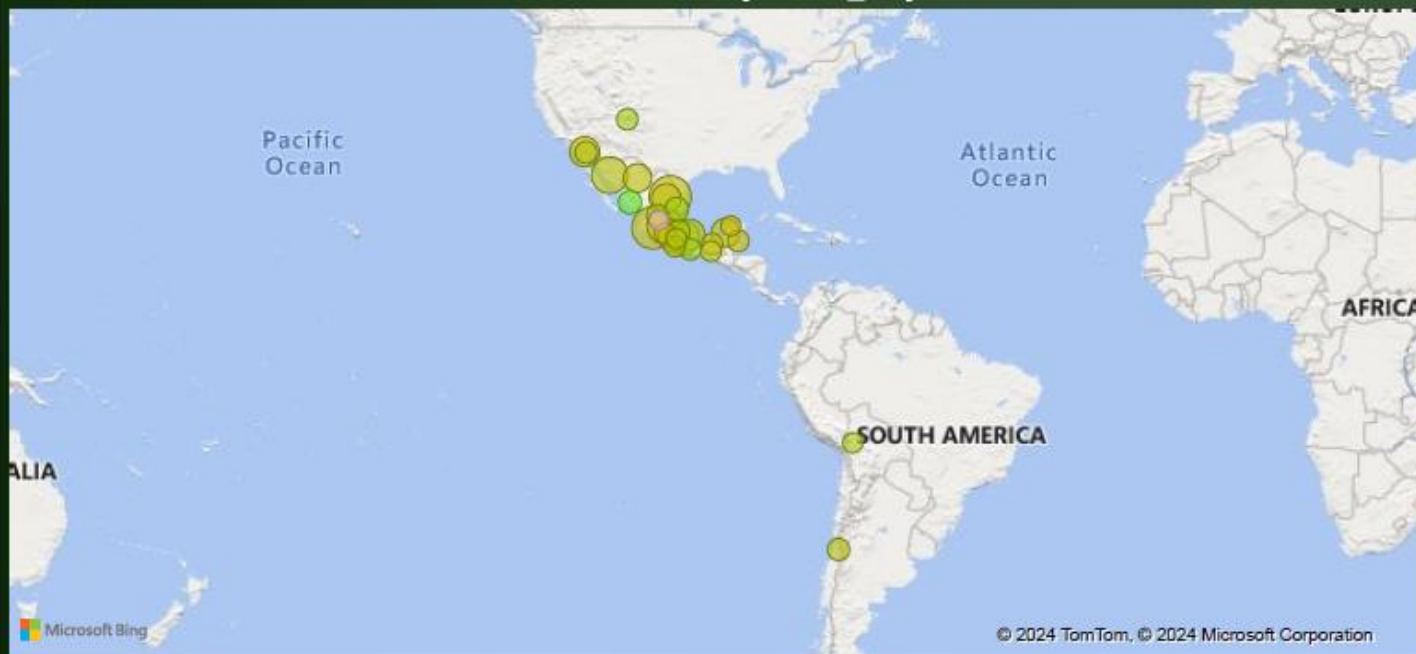 Pacific
Ocean
Atlantic
Ocean
AFRICA
SOUTH AMERICA
ALIA
Microsoft Bing
© 2024 TomTom, © 2024 Microsoft Corporation